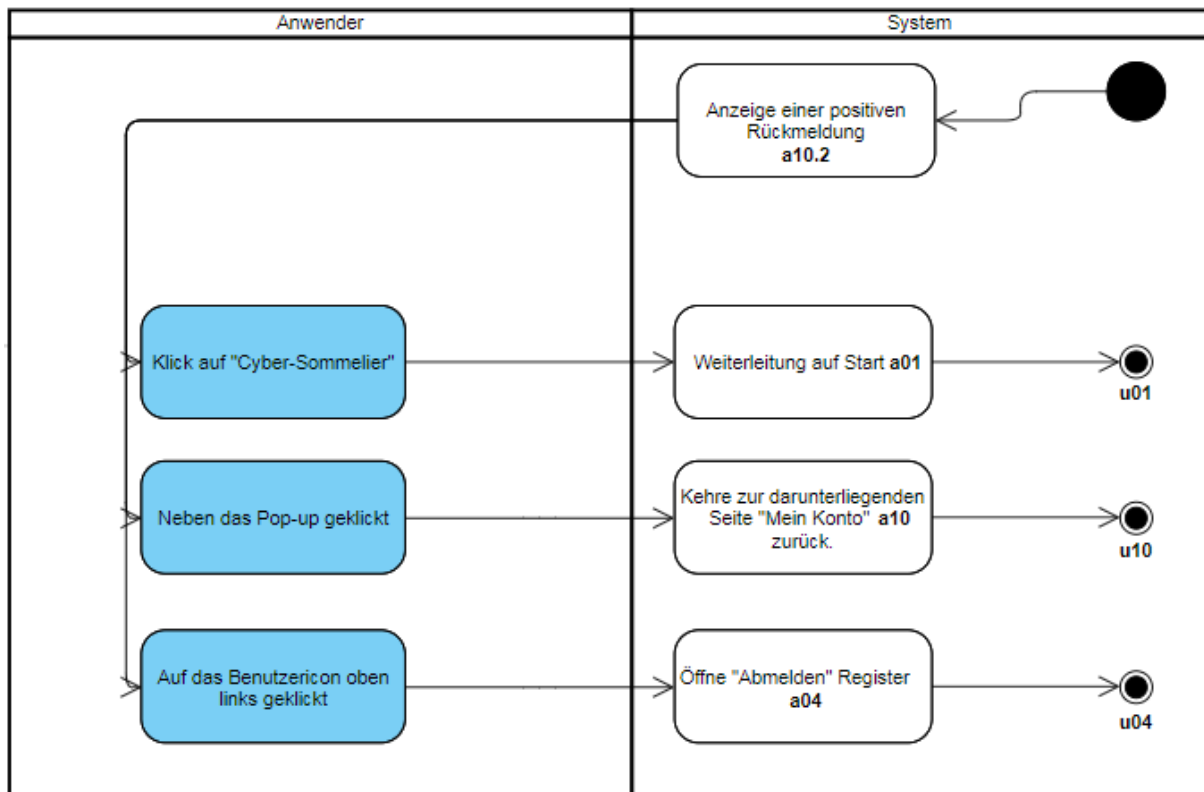 Anwender
System
Anzeige einer positiven
Rückmeldung
a10.2
Klick auf "Cyber-Sommelier"
Weiterleitung auf Start a01
u01
Neben das Pop-up geklickt
Kehre zur darunterliegenden
Seite "Mein Konto" a10
zurück.
u10
Auf das Benutzericon oben
links geklickt
Öffne "Abmelden" Register
a04
u04